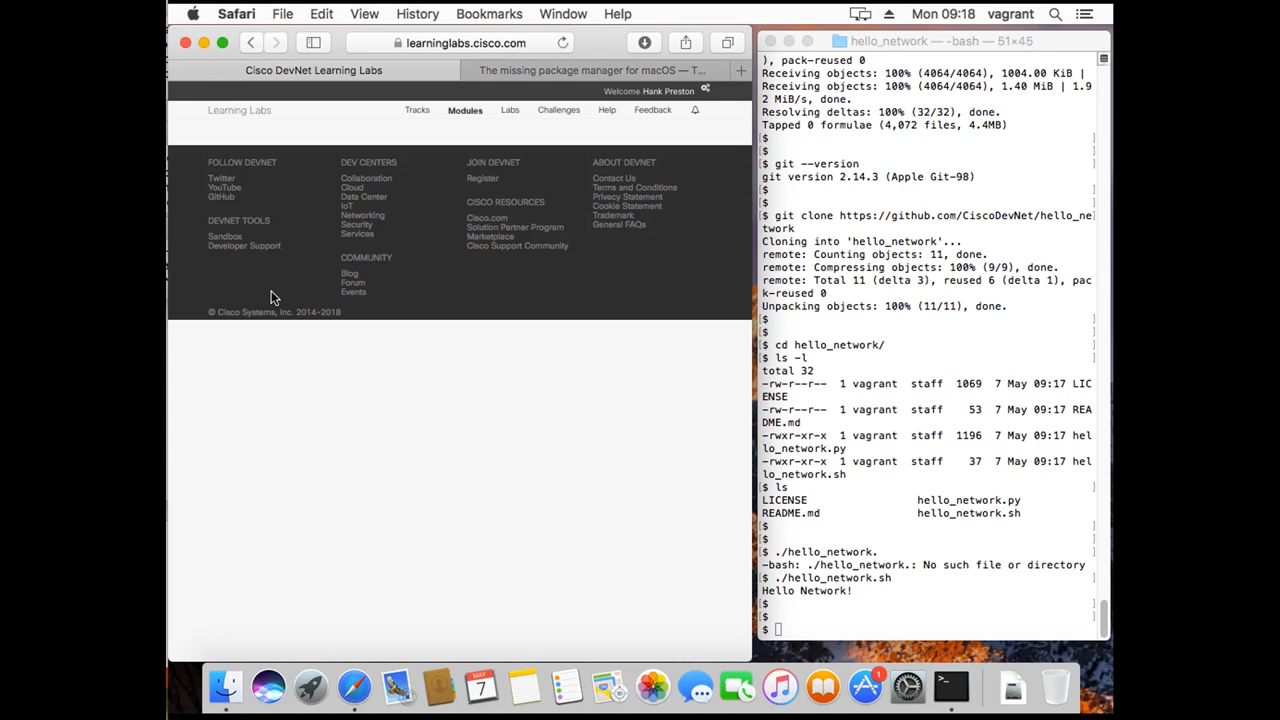 Safari File Edit View History Bookmarks Window Help Mon 09:18 vagrant
learninglabs.cisco.com
Cisco DevNet Learning Labs The missing package manager for macOS — T...
Welcome Hank Preston
Learning Labs Tracks Modules Labs Challenges Help Feedback
FOLLOW DEVNET
Twitter
YouTube
GitHub
DEVNET TOOLS
Sandbox
Developer Support
DEV CENTERS
Collaboration
Cloud
Data Center
IoT
Networking
Security
Services
COMMUNITY
Blog
Forum
Events
JOIN DEVNET
Register
CISCO RESOURCES
Cisco.com
Solution Partner Program
Marketplace
Cisco Support Community
ABOUT DEVNET
Contact Us
Terms and Conditions
Privacy Statement
Cookie Statement
Trademark
General FAQs
© Cisco Systems, Inc. 2014-2018
hello_network — -bash — 51×45
), pack-reused 0
Receiving objects: 100% (4064/4064), 1004.00 KiB |
Receiving objects: 100% (4064/4064), 1.40 MiB | 1.9
2 MiB/s, done.
Resolving deltas: 100% (32/32), done.
Tapped 0 formulae (4,072 files, 4.4MB)
[$ ]
[$ ]
[$ git --version ]
git version 2.14.3 (Apple Git-98)
[$ ]
[$ ]
[$ git clone https://github.com/CiscoDevNet/hello_ne]
twork
Cloning into 'hello_network'...
remote: Counting objects: 11, done.
remote: Compressing objects: 100% (9/9), done.
remote: Total 11 (delta 3), reused 6 (delta 1), pac
k-reused 0
Unpacking objects: 100% (11/11), done.
[$ ]
[$ ]
[$ cd hello_network/ ]
[$ ls -l ]
total 32
-rw-r--r-- 1 vagrant staff 1069 7 May 09:17 LIC
ENSE
-rw-r--r-- 1 vagrant staff 53 7 May 09:17 REA
DME.md
-rwxr-xr-x 1 vagrant staff 1196 7 May 09:17 hel
lo_network.py
-rwxr-xr-x 1 vagrant staff 37 7 May 09:17 hel
lo_network.sh
[$ ls ]
LICENSE hello_network.py
README.md hello_network.sh
[$ ]
[$ ]
[$ ./hello_network. ]
-bash: ./hello_network.: No such file or directory
[$ ./hello_network.sh ]
Hello Network!
[$ ]
[$ ]
$
MAY
7
1